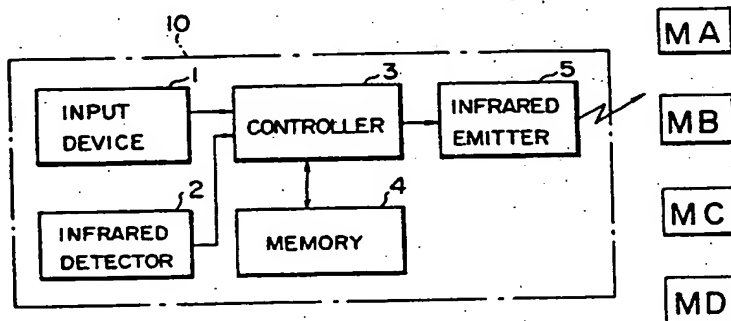 10
1
INPUT
DEVICE
3
CONTROLLER
5
INFRARED
EMITTER
2
INFRARED
DETECTOR
4
MEMORY
MA
MB
MC
MD